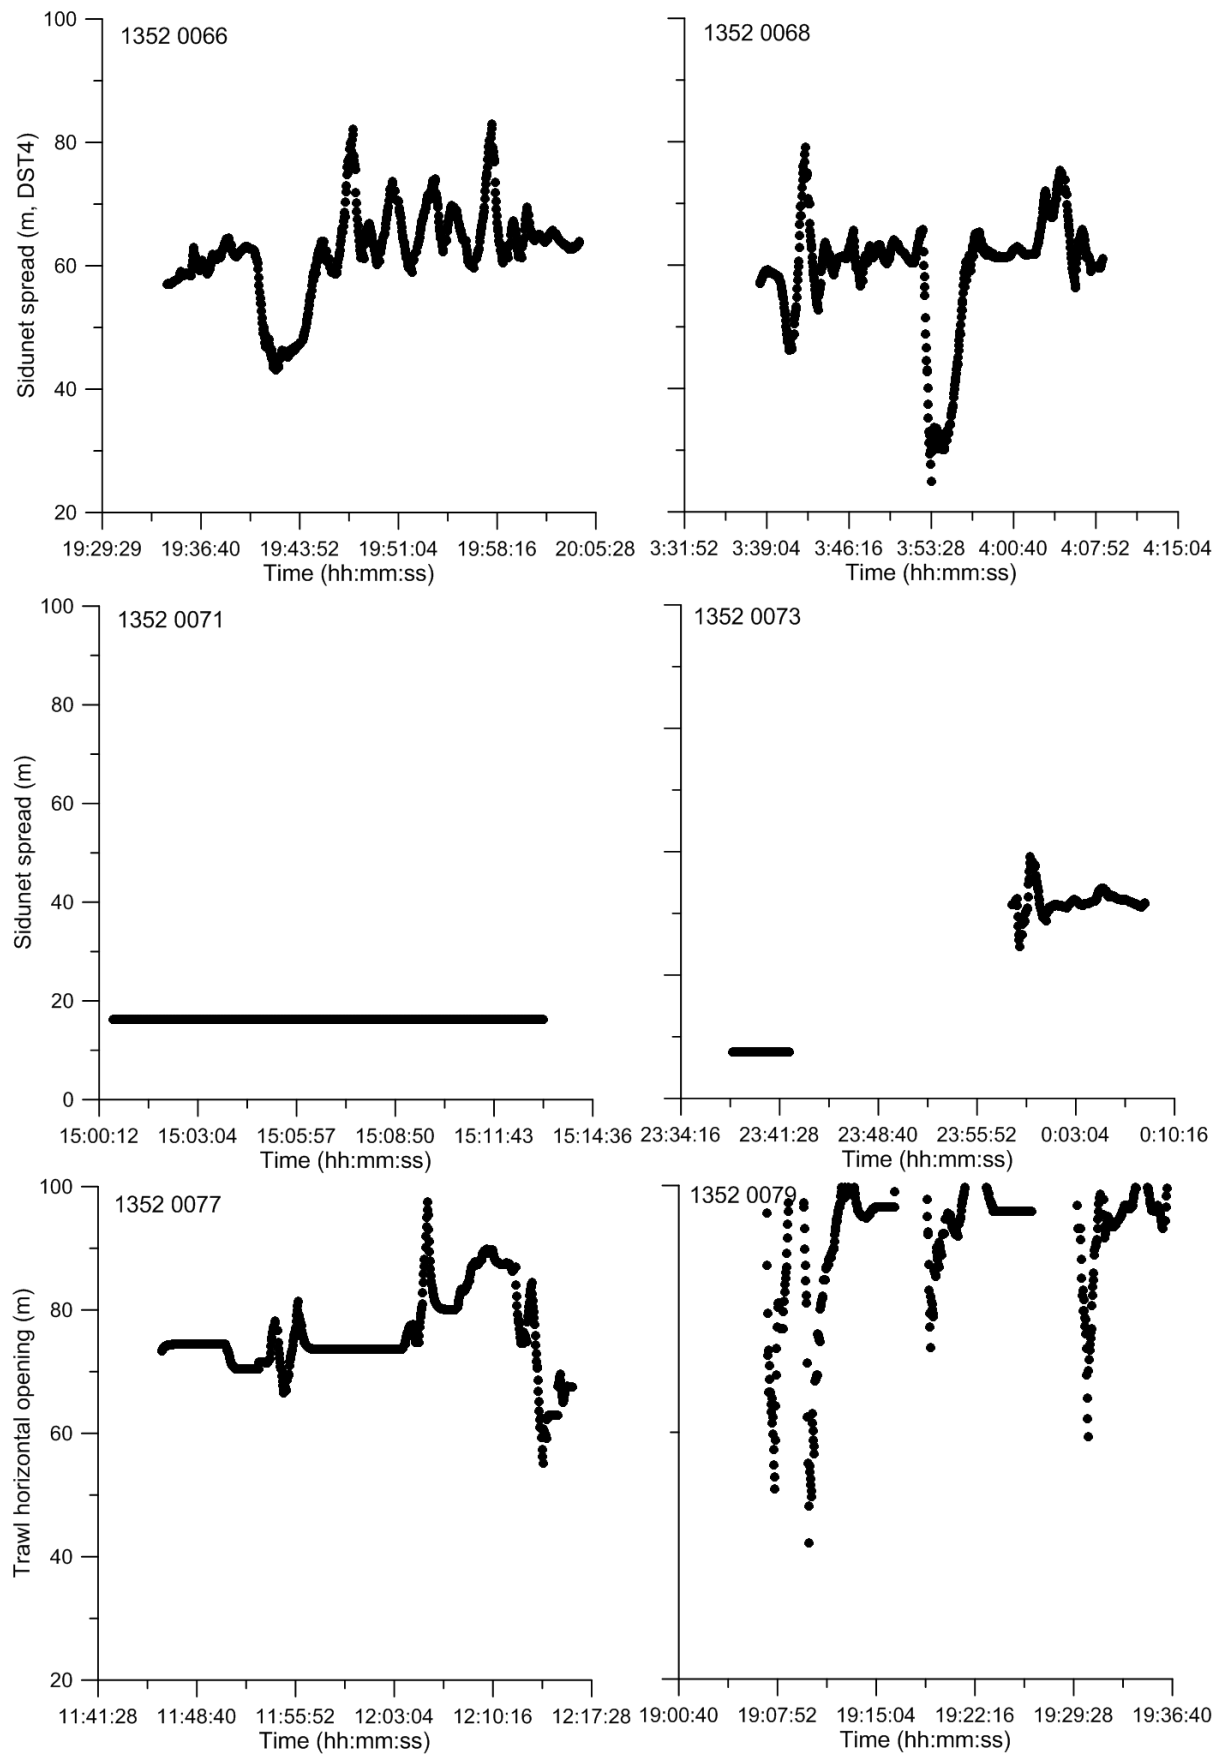 100
80
60
40
20
Sidunet spread (m, DST4)
1352 0066
19:29:29 19:36:40 19:43:52 19:51:04 19:58:16 20:05:28
Time (hh:mm:ss)
1352 0068
3:31:52 3:39:04 3:46:16 3:53:28 4:00:40 4:07:52 4:15:04
Time (hh:mm:ss)
100
80
60
40
20
0
Sidunet spread (m)
1352 0071
15:00:12 15:03:04 15:05:57 15:08:50 15:11:43 15:14:36
Time (hh:mm:ss)
1352 0073
23:34:16 23:41:28 23:48:40 23:55:52 0:03:04 0:10:16
Time (hh:mm:ss)
100
80
60
40
20
Trawl horizontal opening (m)
1352 0077
11:41:28 11:48:40 11:55:52 12:03:04 12:10:16 12:17:28
Time (hh:mm:ss)
1352 0079
19:00:40 19:07:52 19:15:04 19:22:16 19:29:28 19:36:40
Time (hh:mm:ss)